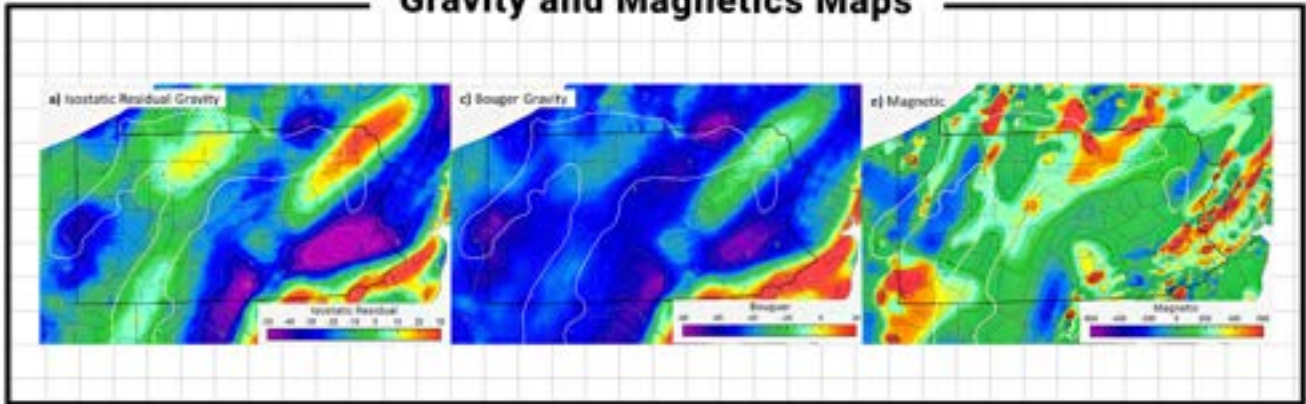 Gravity and Magnetics Maps
a) Isostatic Residual Gravity
c) Bouger Gravity
e) Magnetic
Isostatic Residual
Bouguer
Magnetic